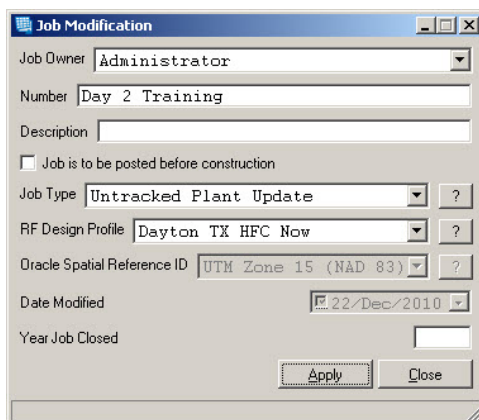 Job Modification
Job Owner Administrator
Number Day 2 Training
Description
Job is to be posted before construction
Job Type Untracked Plant Update ?
RF Design Profile Dayton TX HFC Now ?
Oracle Spatial Reference ID UTM Zone 15 (NAD 83) ?
Date Modified 22/Dec/2010
Year Job Closed
Apply Close